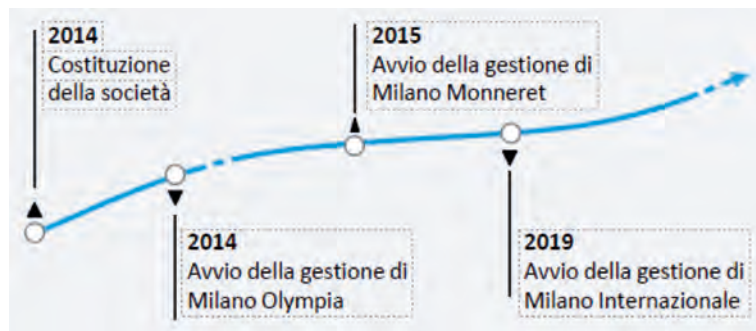 2014
Costituzione
della società
2014
Avvio della gestione di
Milano Olympia
2015
Avvio della gestione di
Milano Monneret
2019
Avvio della gestione di
Milano Internazionale